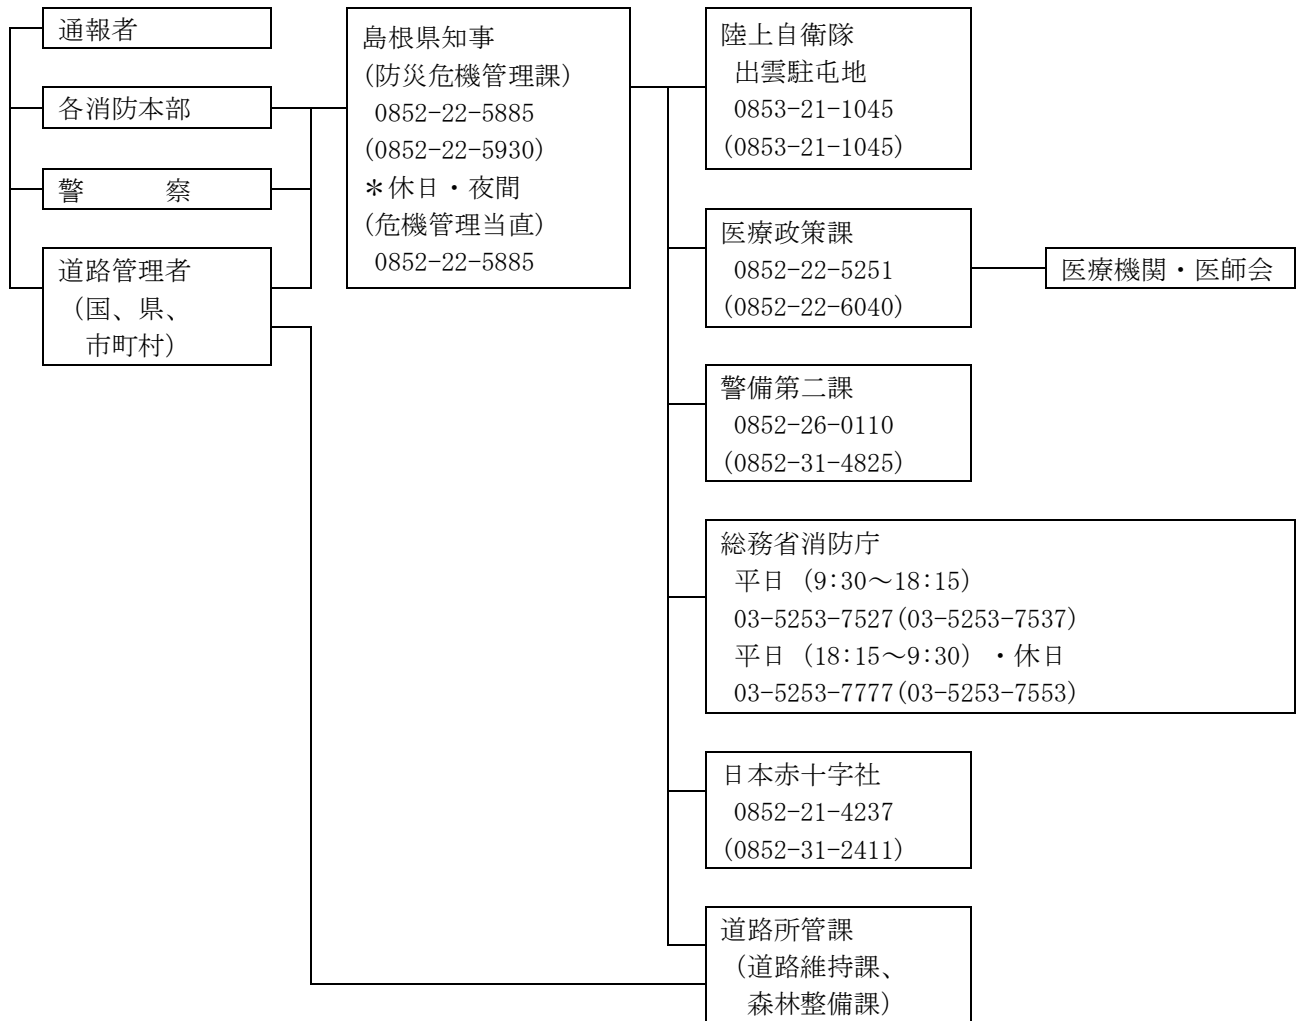 通報者
各消防本部
警　　　察
道路管理者
（国、県、
市町村）
島根県知事
(防災危機管理課)
0852-22-5885
(0852-22-5930)
＊休日・夜間
(危機管理当直)
0852-22-5885
陸上自衛隊
出雲駐屯地
0853-21-1045
(0853-21-1045)
医療政策課
0852-22-5251
(0852-22-6040)
医療機関・医師会
警備第二課
0852-26-0110
(0852-31-4825)
総務省消防庁
平日（9:30～18:15）
03-5253-7527(03-5253-7537)
平日（18:15～9:30）・休日
03-5253-7777(03-5253-7553)
日本赤十字社
0852-21-4237
(0852-31-2411)
道路所管課
（道路維持課、
森林整備課）